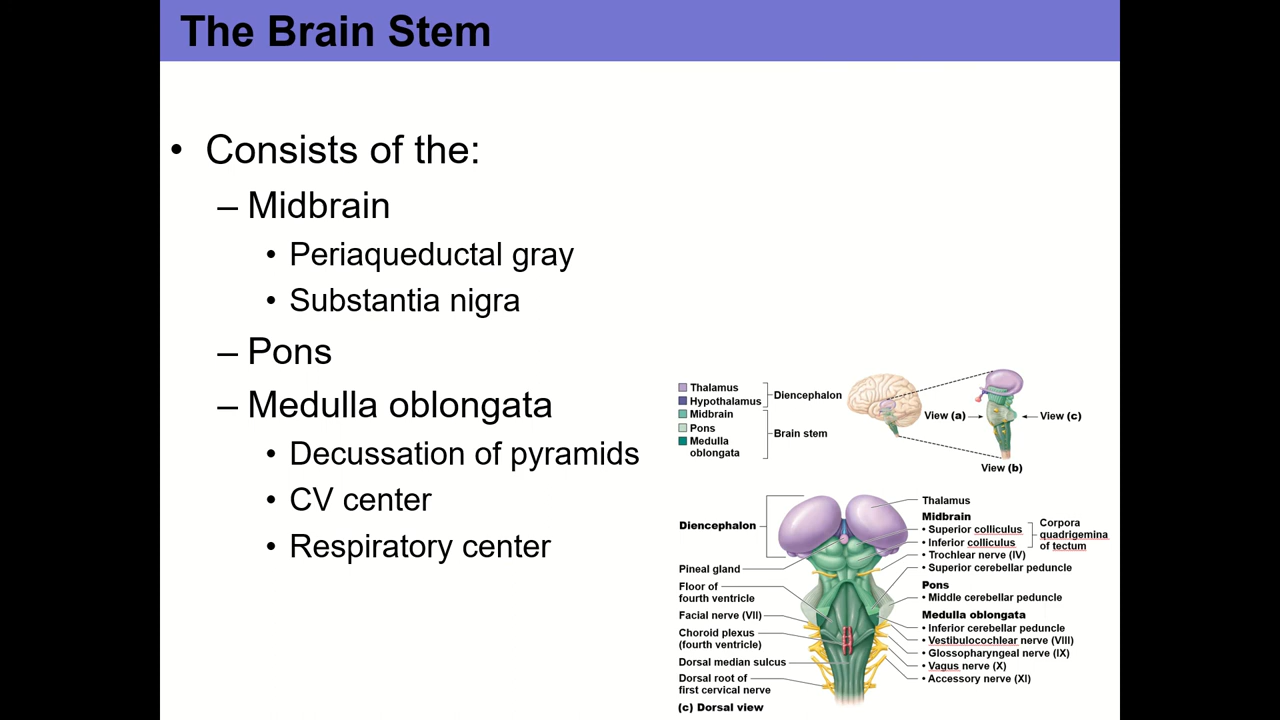 The Brain Stem
• Consists of the:
– Midbrain
• Periaqueductal gray
• Substantia nigra
– Pons
– Medulla oblongata
• Decussation of pyramids
• CV center
• Respiratory center
Thalamus
Hypothalamus
Diencephalon
Midbrain
Pons
Medulla
oblongata
Brain stem
View (a)
View (c)
View (b)
Diencephalon
Pineal gland
Floor of
fourth ventricle
Facial nerve (VII)
Choroid plexus
(fourth ventricle)
Dorsal median sulcus
Dorsal root of
first cervical nerve
Thalamus
Midbrain
• Superior colliculus
• Inferior colliculus
Corpora
quadrigemina
of tectum
• Trochlear nerve (IV)
• Superior cerebellar peduncle
Pons
• Middle cerebellar peduncle
Medulla oblongata
• Inferior cerebellar peduncle
• Vestibulocochlear nerve (VIII)
• Glossopharyngeal nerve (IX)
• Vagus nerve (X)
• Accessory nerve (XI)
(c) Dorsal view